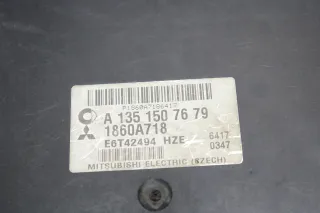 A 135 150 76 79
1860A718
E6T42494 HZE 6417
0347
MITSUBISHI ELECTRIC (CZECH)